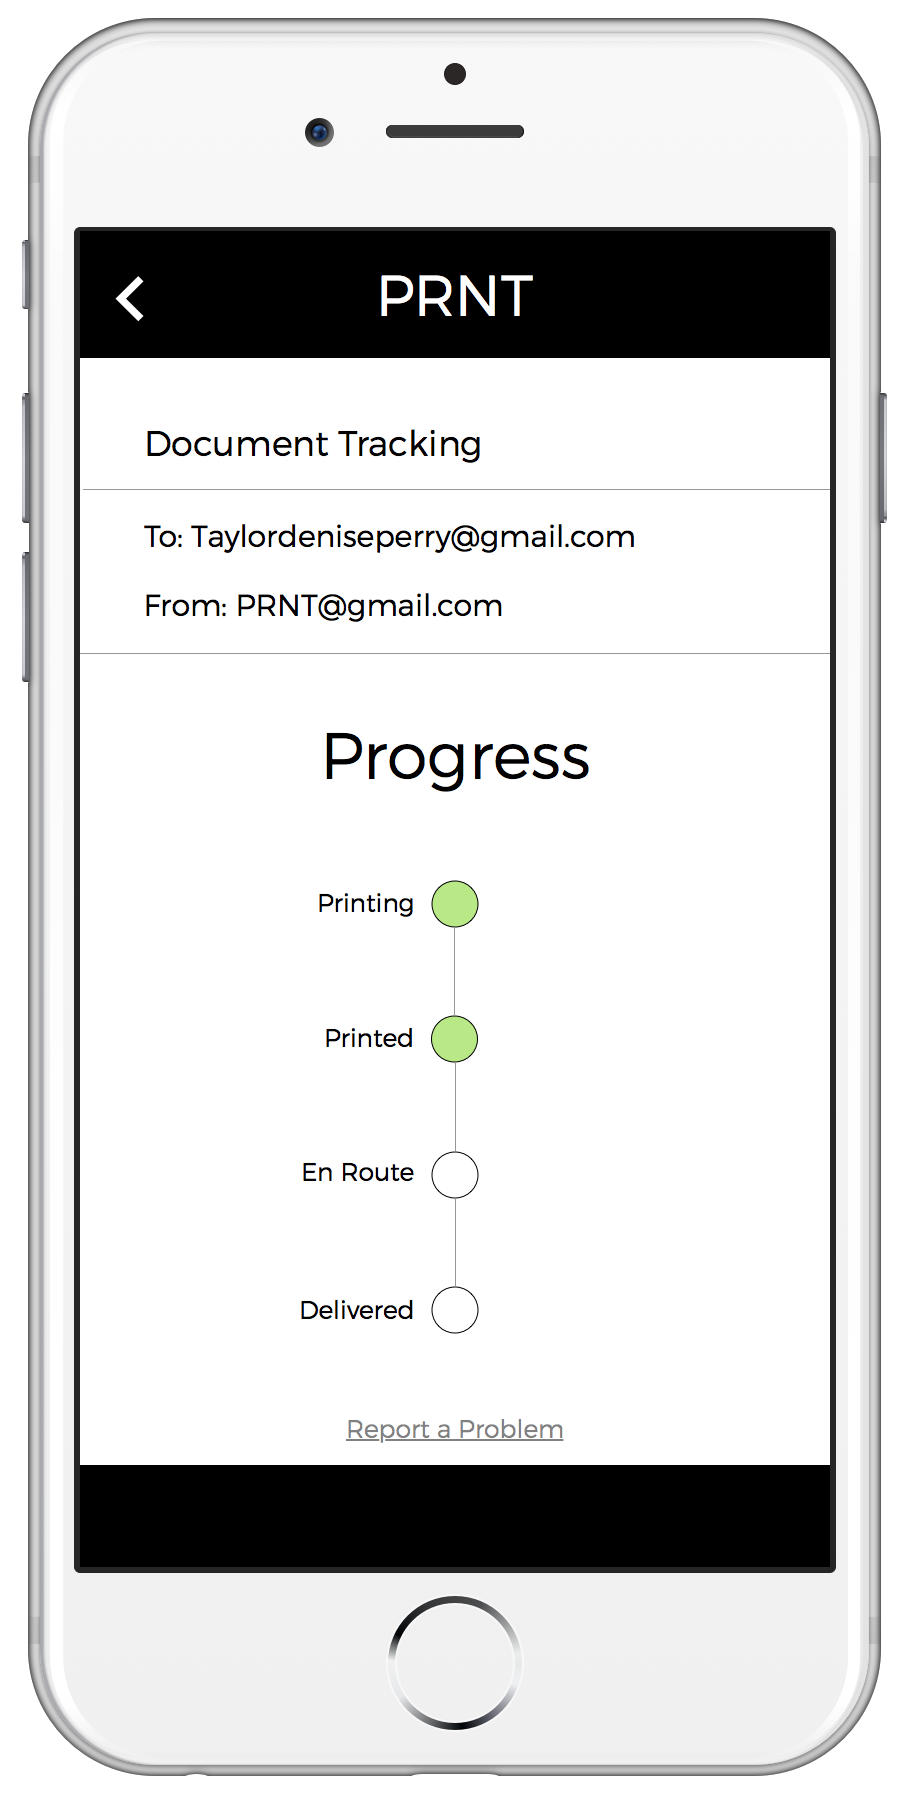 PRNT
Document Tracking
To: Taylordeniseperry@gmail.com
From: PRNT@gmail.com
Progress
Printing
Printed
En Route
Delivered
Report a Problem